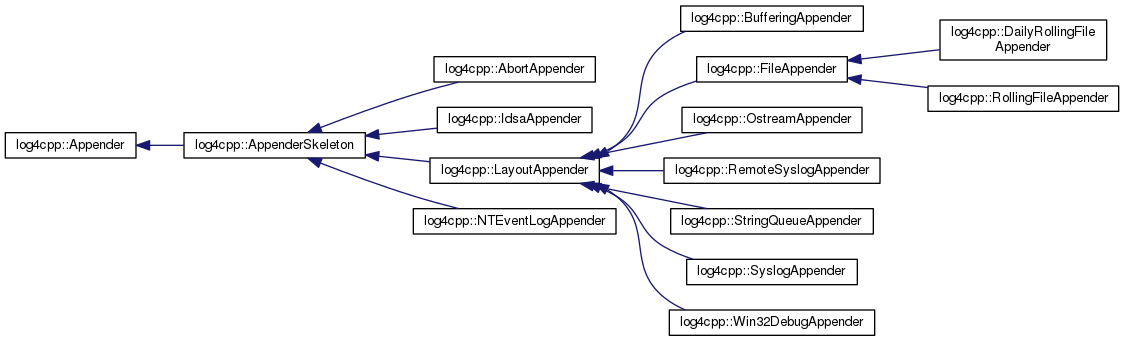 log4cpp::Appender
log4cpp::AppenderSkeleton
log4cpp::AbortAppender
log4cpp::IdsaAppender
log4cpp::LayoutAppender
log4cpp::NTEventLogAppender
log4cpp::BufferingAppender
log4cpp::FileAppender
log4cpp::OstreamAppender
log4cpp::RemoteSyslogAppender
log4cpp::StringQueueAppender
log4cpp::SyslogAppender
log4cpp::Win32DebugAppender
log4cpp::DailyRollingFile
Appender
log4cpp::RollingFileAppender